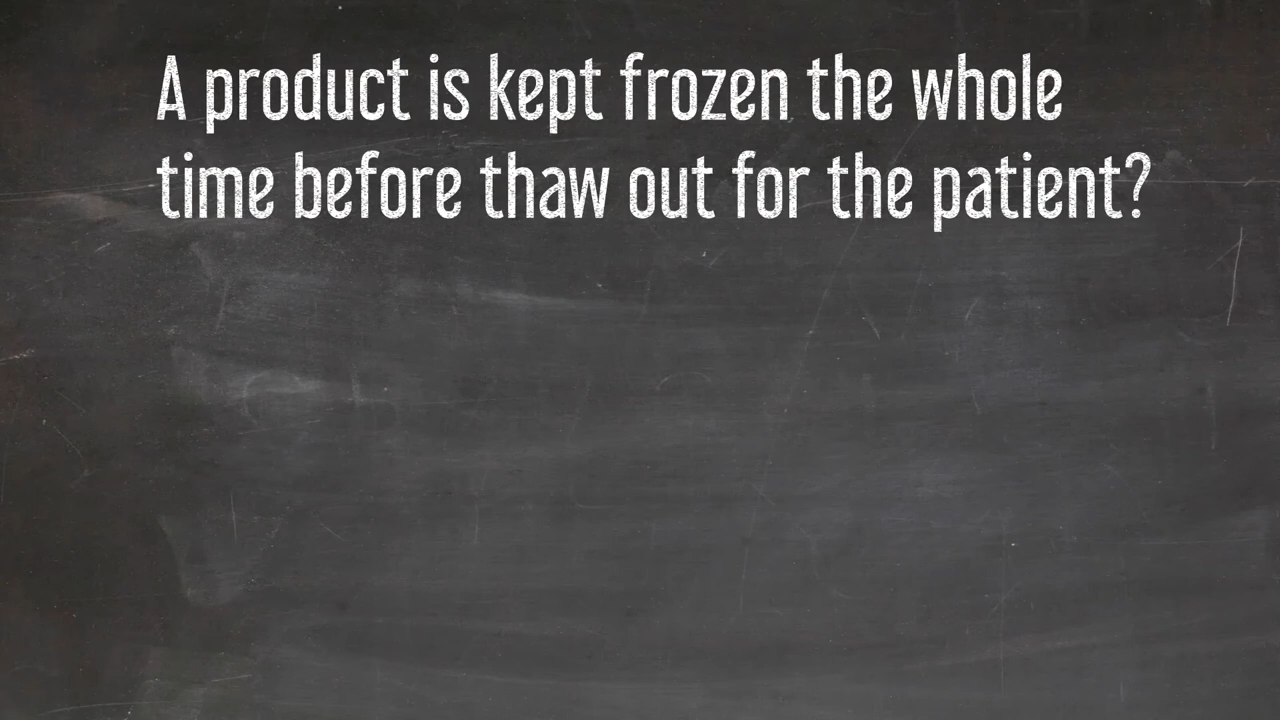 A product is kept frozen the whole
time before thaw out for the patient?